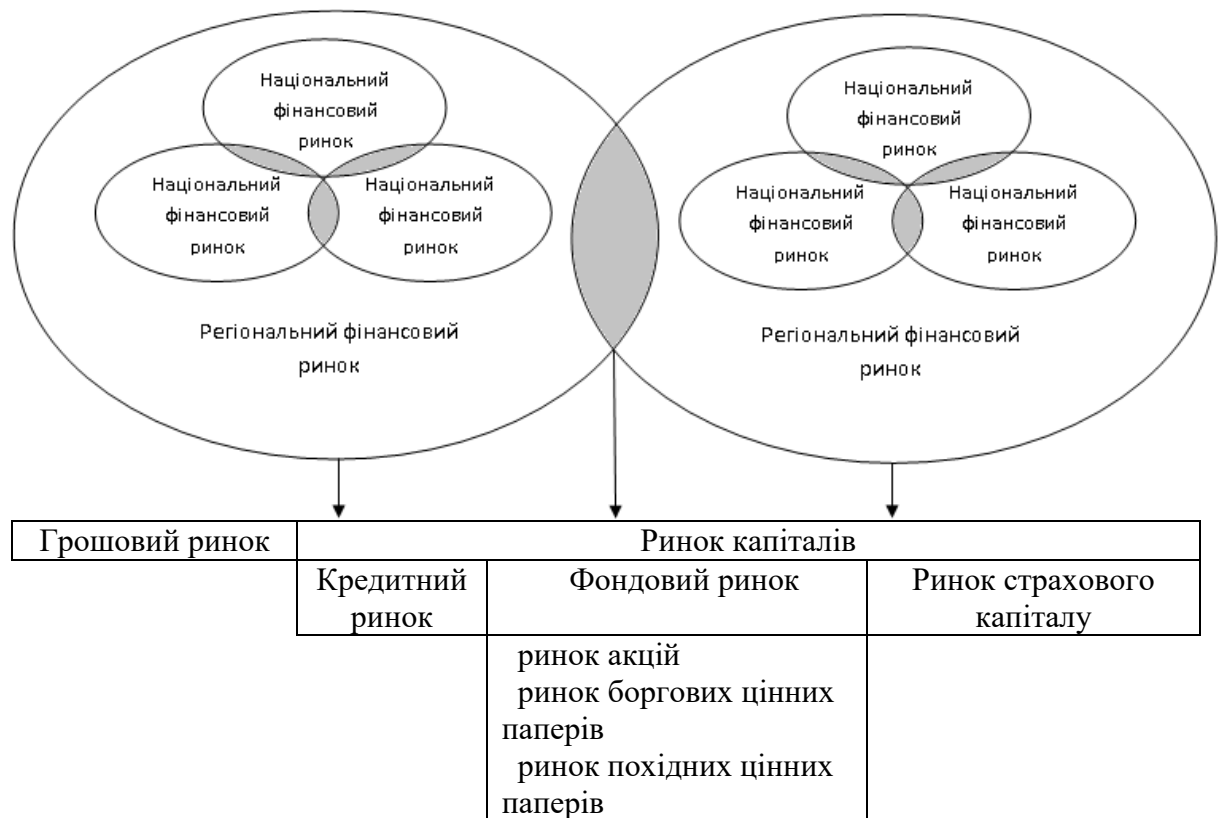 Національний
фінансовий
ринок
Національний
фінансовий
ринок
Національний
фінансовий
ринок
Регіональний фінансовий
ринок
Національний
фінансовий
ринок
Національний
фінансовий
ринок
Національний
фінансовий
ринок
Регіональний фінансовий
ринок
Грошовий ринок
Ринок капіталів
Кредитний
ринок
Фондовий ринок
Ринок страхового
капіталу
ринок акцій
ринок боргових цінних
паперів
ринок похідних цінних
паперів